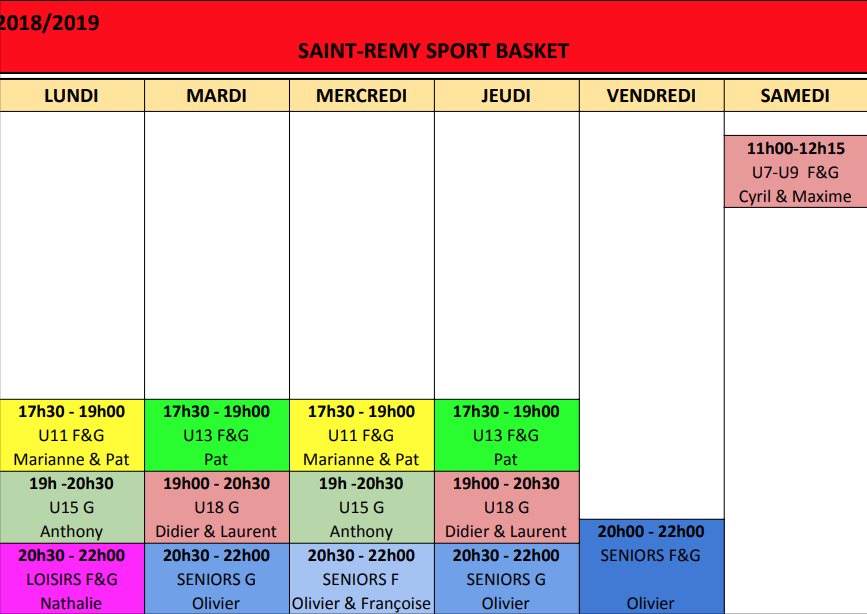 2018/2019
SAINT-REMY SPORT BASKET
LUNDI MARDI MERCREDI JEUDI VENDREDI SAMEDI
11h00-12h15
U7-U9 F&G
Cyril & Maxime
17h30 - 19h00 17h30 - 19h00 17h30 - 19h00 17h30 - 19h00
U11 F&G U13 F&G U11 F&G U13 F&G
Marianne & Pat Pat Marianne & Pat Pat
19h -20h30 19h00 - 20h30 19h -20h30 19h00 - 20h30
U15 G U18 G U15 G U18 G
Anthony Didier & Laurent Anthony Didier & Laurent 20h00 - 22h00
20h30 - 22h00 20h30 - 22h00 20h30 - 22h00 20h30 - 22h00 SENIORS F&G
LOISIRS F&G SENIORS G SENIORS F SENIORS G
Nathalie Olivier Olivier & Françoise Olivier Olivier